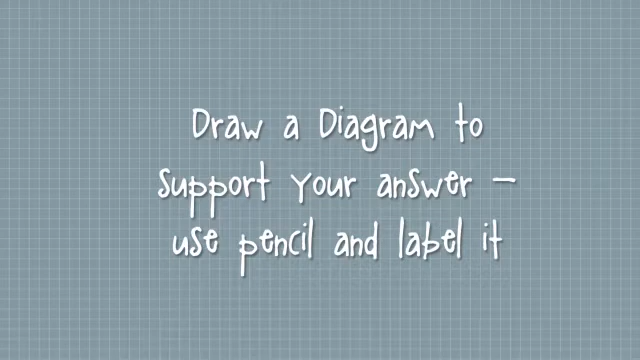 Draw a Diagram to
support your answer –
use pencil and label it